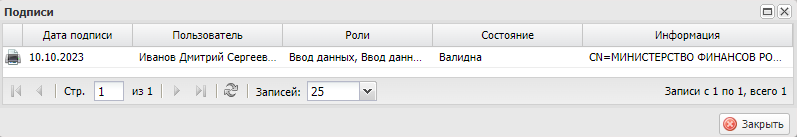 Подписи
Дата подписи Пользователь Роли Состояние Информация
10.10.2023 Иванов Дмитрий Сергеев... Ввод данных, Ввод данн... Валидна CN=МИНИСТЕРСТВО ФИНАНСОВ РО...
Стр. 1 из 1 Записей: 25 Записи с 1 по 1, всего 1
Закрыть